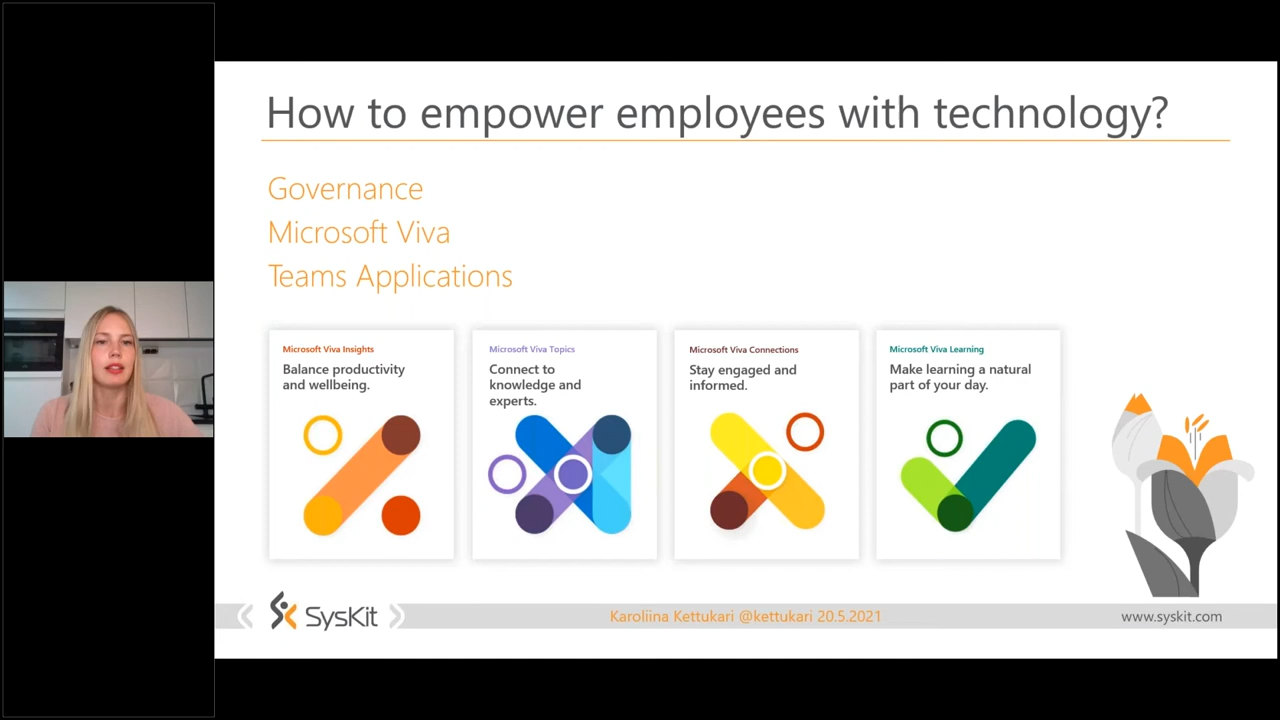 How to empower employees with technology?
Governance
Microsoft Viva
Teams Applications
Microsoft Viva Insights
Balance productivity
and wellbeing.
Microsoft Viva Topics
Connect to
knowledge and
experts.
Microsoft Viva Connections
Stay engaged and
informed.
Microsoft Viva Learning
Make learning a natural
part of your day.
SysKit
Karoliina Kettukari @kettukari 20.5.2021
www.syskit.com